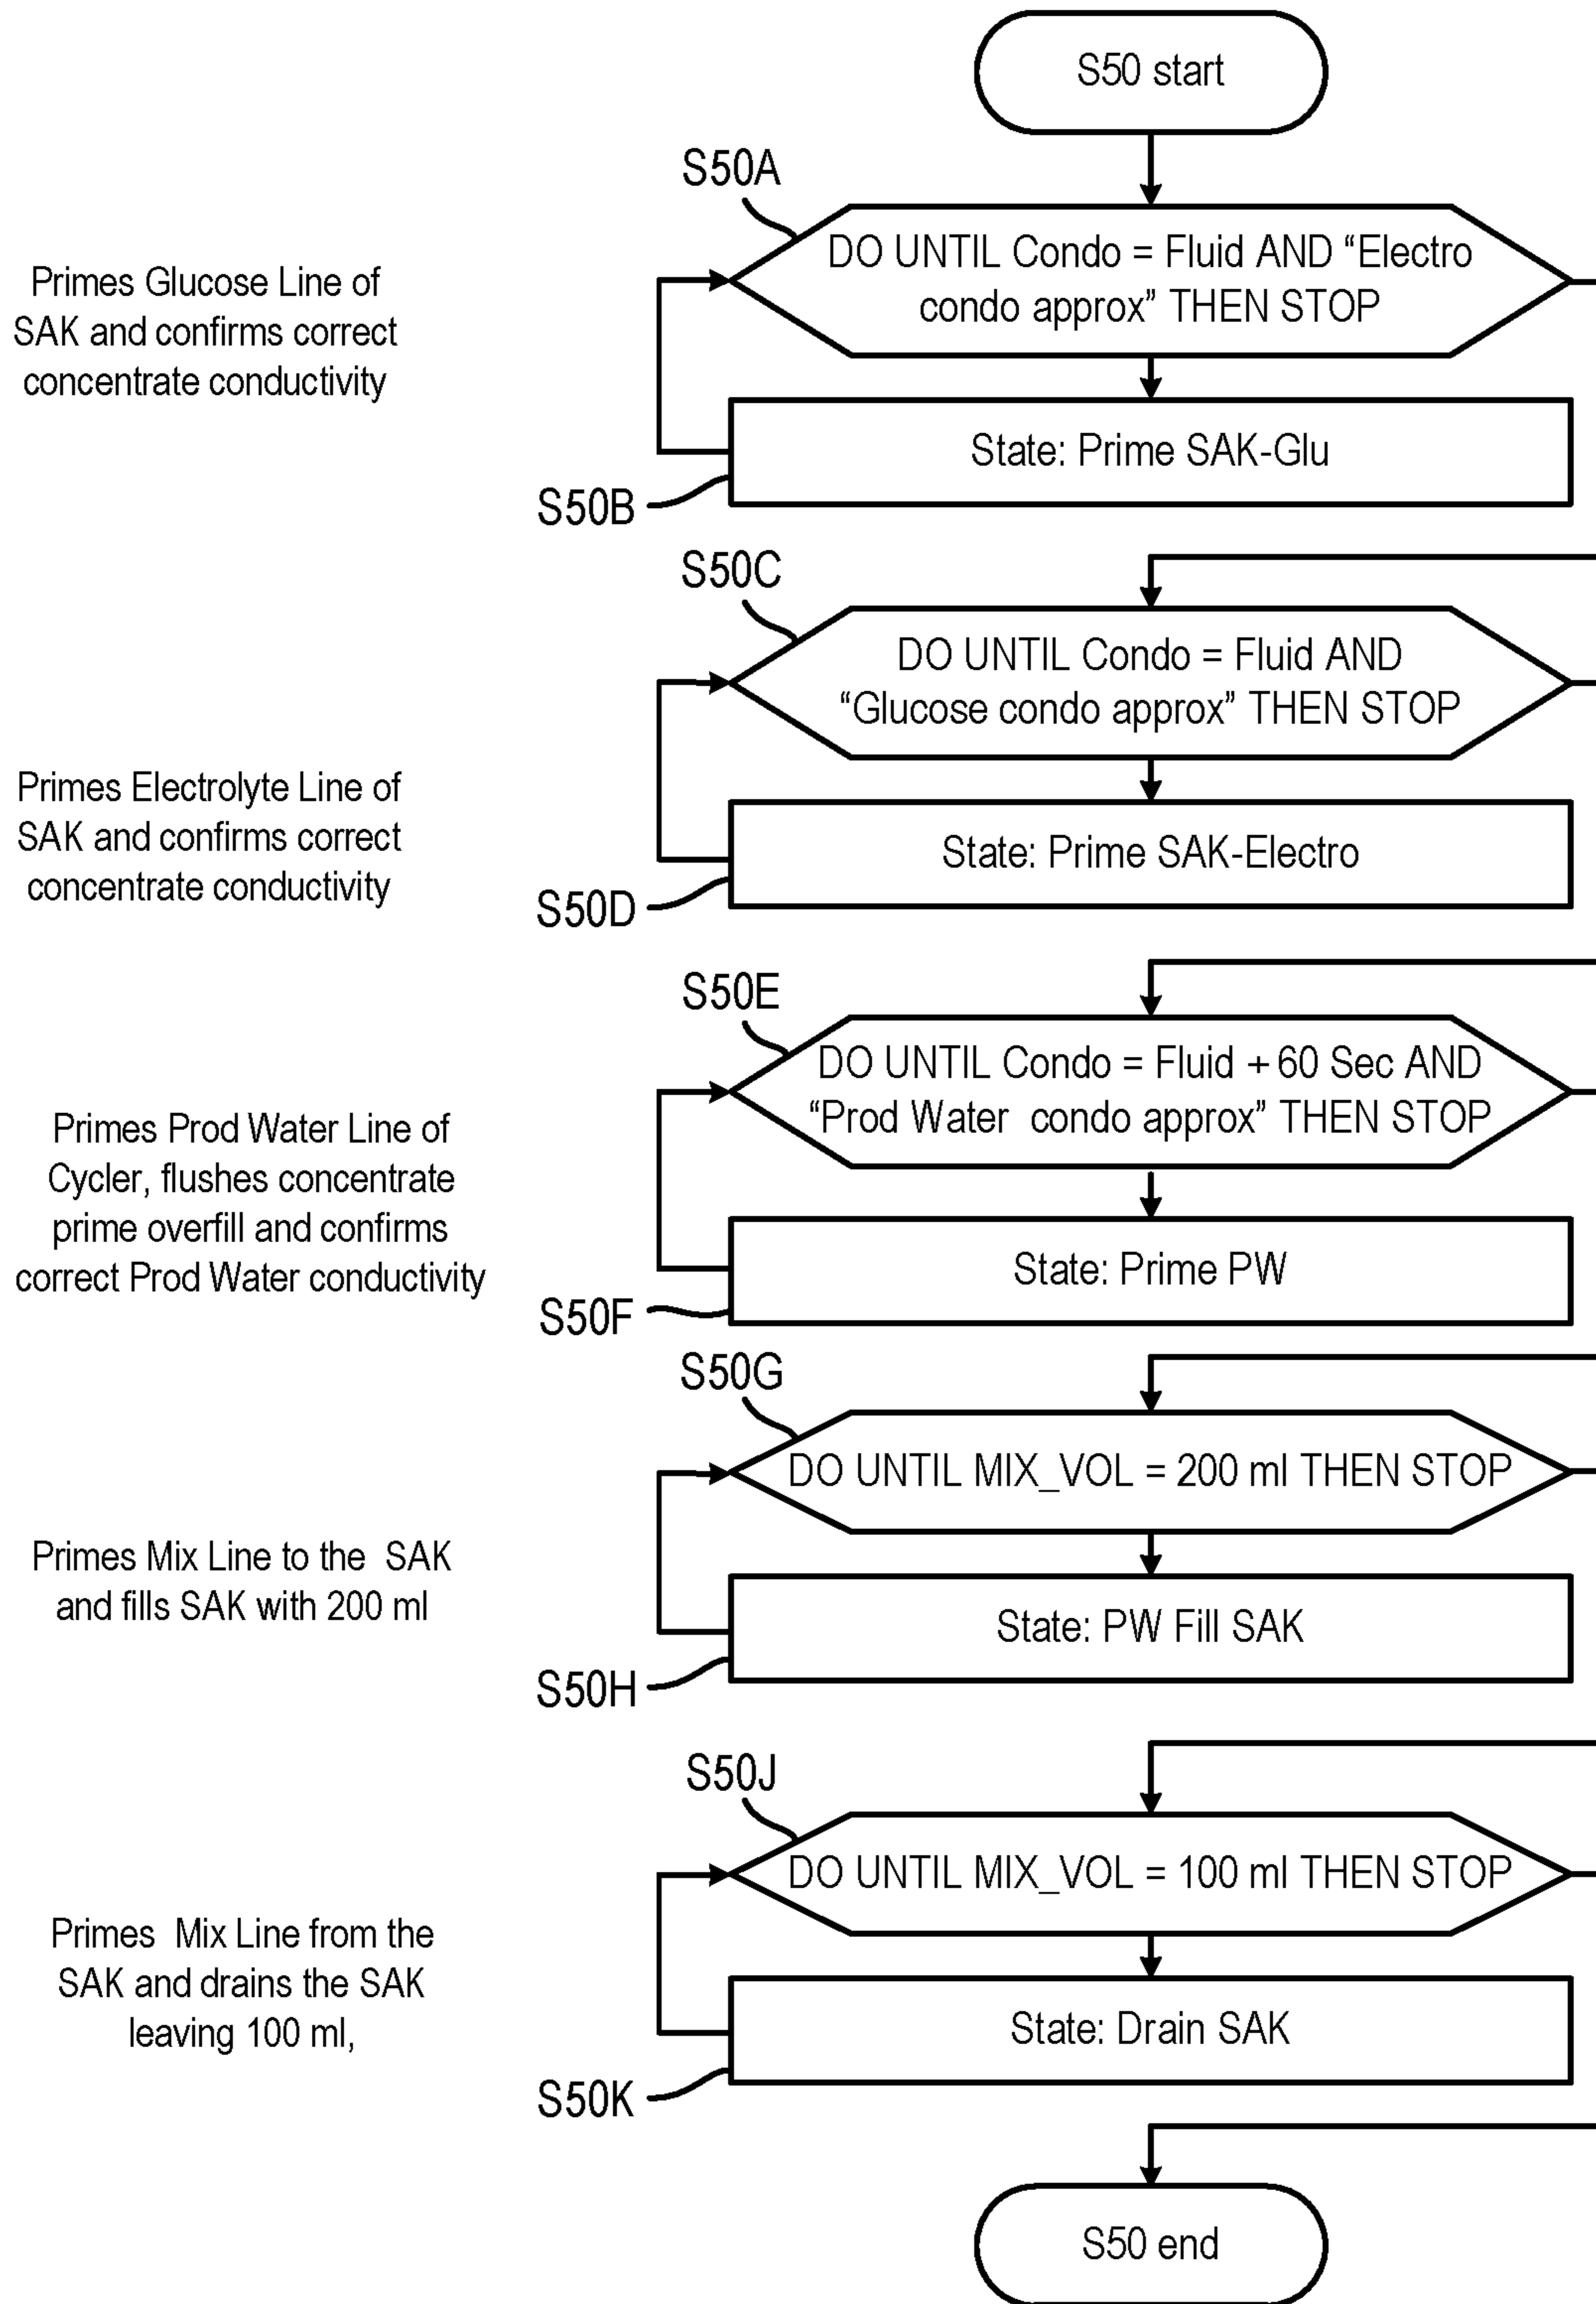 S50 start
S50A
Primes Glucose Line of
SAK and confirms correct
concentrate conductivity
DO UNTIL Condo = Fluid AND “Electro
condo approx” THEN STOP
State: Prime SAK-Glu
S50B
S50C
DO UNTIL Condo = Fluid AND
“Glucose condo approx” THEN STOP
Primes Electrolyte Line of
SAK and confirms correct
concentrate conductivity
State: Prime SAK-Electro
S50D
S50E
DO UNTIL Condo = Fluid + 60 Sec AND
“Prod Water condo approx” THEN STOP
Primes Prod Water Line of
Cycler, flushes concentrate
prime overfill and confirms
correct Prod Water conductivity
State: Prime PW
S50F
S50G
DO UNTIL MIX_VOL = 200 ml THEN STOP
Primes Mix Line to the SAK
and fills SAK with 200 ml
State: PW Fill SAK
S50H
S50J
DO UNTIL MIX_VOL = 100 ml THEN STOP
Primes Mix Line from the
SAK and drains the SAK
leaving 100 ml,
State: Drain SAK
S50K
S50 end